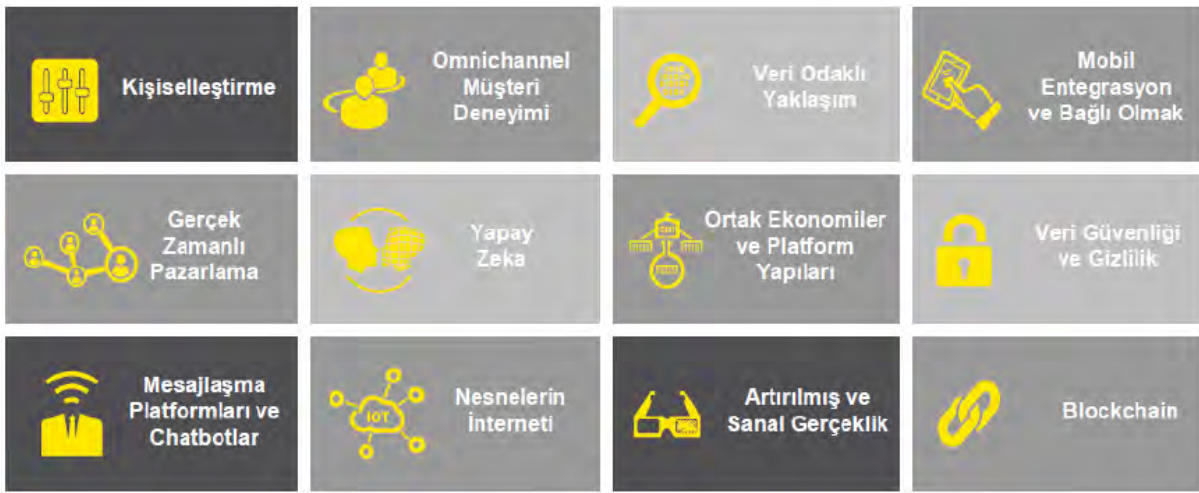 Kişiselleştirme
Omnichannel
Müşteri
Deneyimi
Veri Odaklı
Yaklaşım
Mobil
Entegrasyon
ve Bağlı Olmak
Gerçek
Zamanlı
Pazarlama
Yapay
Zeka
Ortak Ekonomiler
ve Platform
Yapıları
Veri Güvenliği
ve Gizlilik
Mesajlaşma
Platformları ve
Chatbotlar
IOT
Nesnelerin
İnterneti
Artırılmış ve
Sanal Gerçeklik
Blockchain